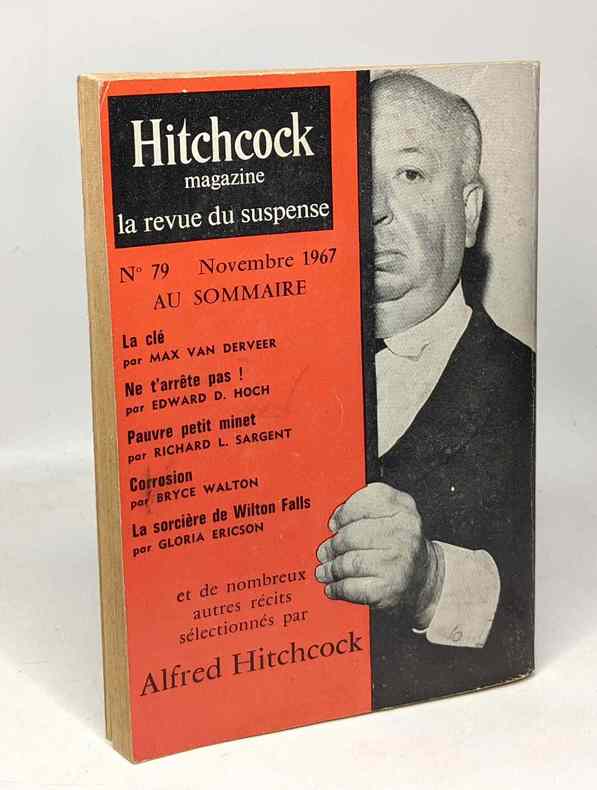 Hitchcock
magazine
la revue du suspense
N° 79 Novembre 1967
AU SOMMAIRE
La clé
par MAX VAN DERVEER
Ne t'arrête pas !
par EDWARD D. HOCH
Pauvre petit minet
par RICHARD L. SARGENT
Corrosion
par BRYCE WALTON
La sorcière de Wilton Falls
par GLORIA ERICSON
et de nombreux
autres récits
sélectionnés par
Alfred Hitchcock